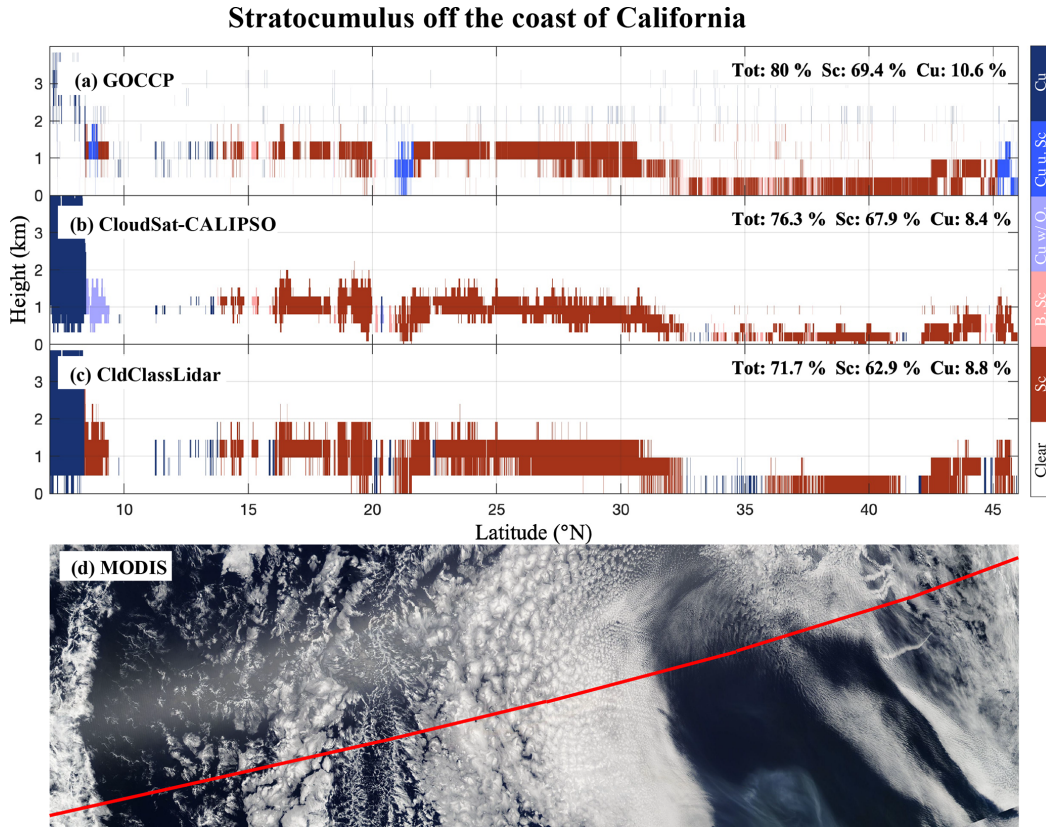 Stratocumulus off the coast of California
(a) GOCCP
Tot: 80 % Sc: 69.4 % Cu: 10.6 %
3
2
1
0
(b) CloudSat-CALIPSO
Tot: 76.3 % Sc: 67.9 % Cu: 8.4 %
3
2
1
0
(c) CldClassLidar
Tot: 71.7 % Sc: 62.9 % Cu: 8.8 %
3
2
1
0
Height (km)
10 15 20 25 30 35 40 45
Latitude (°N)
Cu
Cu u. Sc
Cu w/ O.
B. Sc
Sc
Clear
(d) MODIS